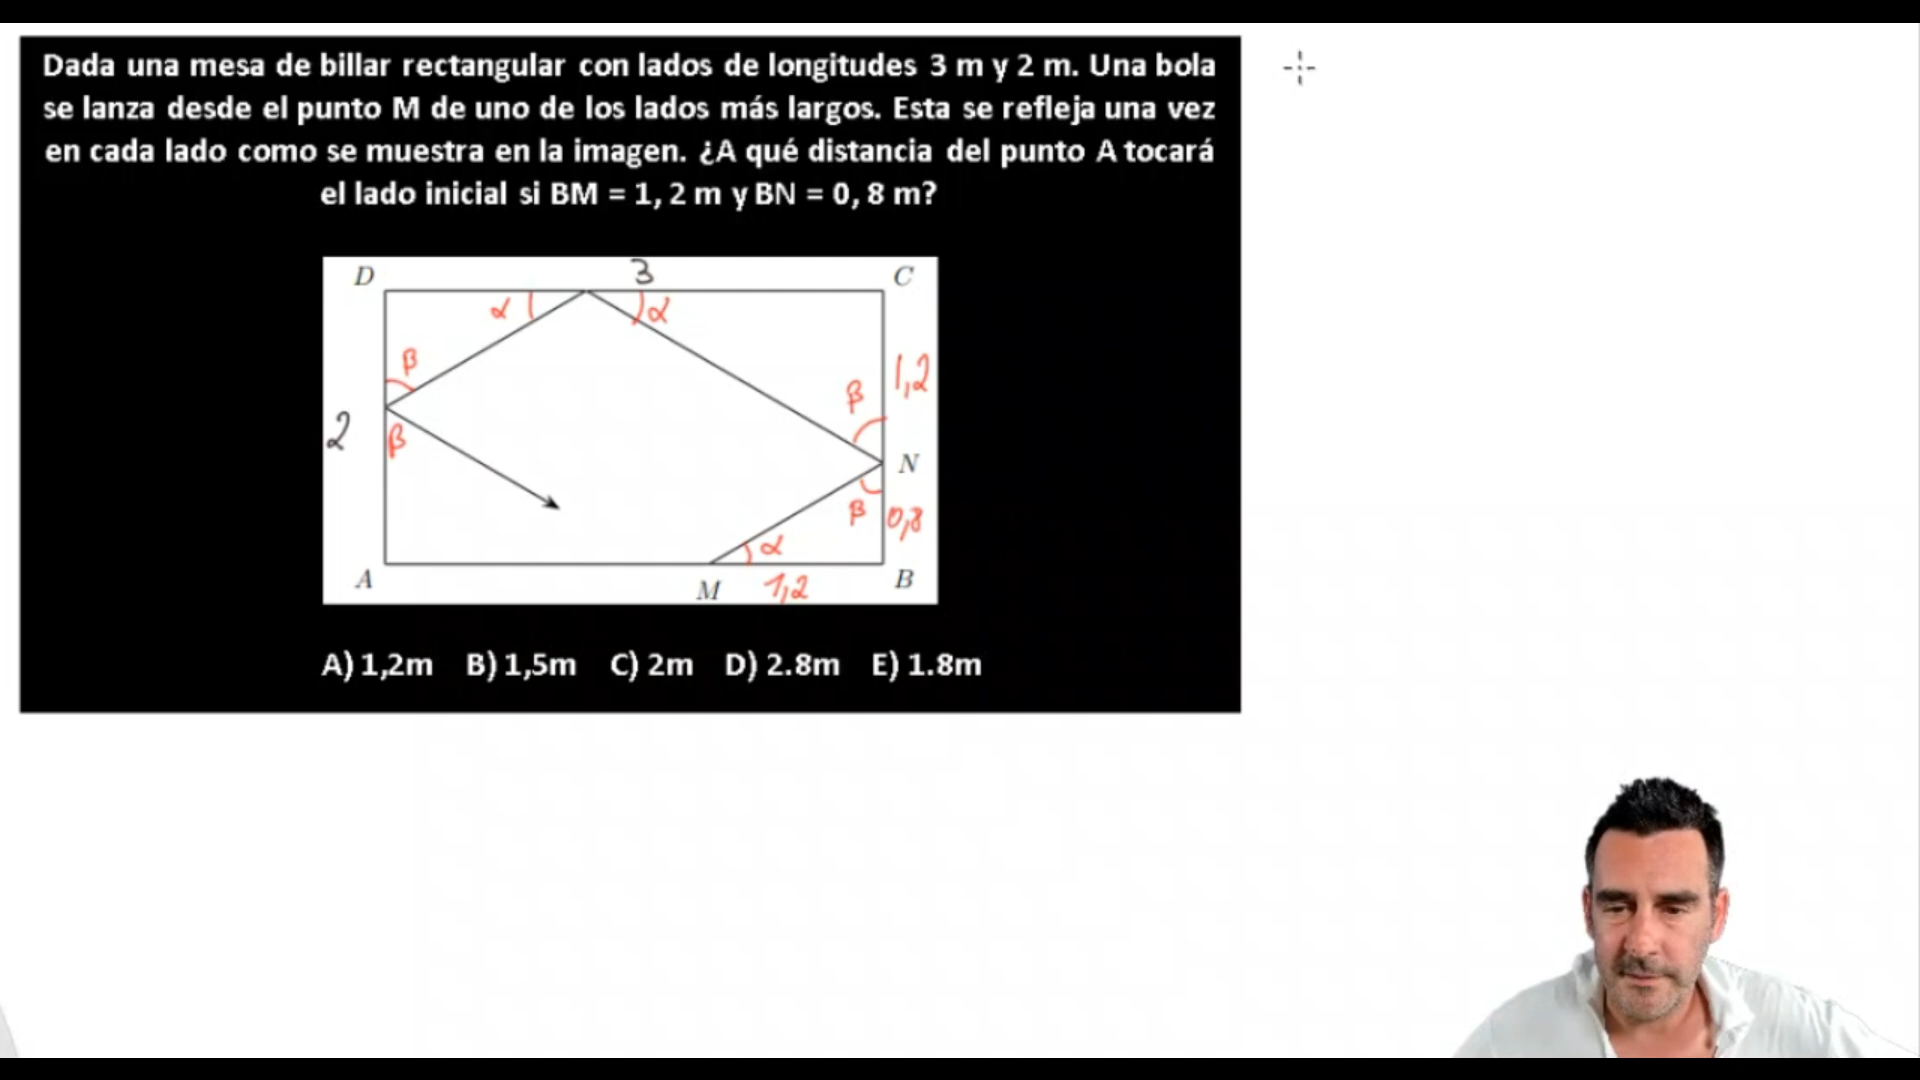 Dada una mesa de billar rectangular con lados de longitudes 3 m y 2 m. Una bola
se lanza desde el punto M de uno de los lados más largos. Esta se refleja una vez
en cada lado como se muestra en la imagen. ¿A qué distancia del punto A tocará
el lado inicial si BM = 1, 2 m y BN = 0, 8 m?
D 3 C
α α
β
β 1,2
2 β
N
β 0,8
α
A M 1,2 B
A) 1,2m B) 1,5m C) 2m D) 2.8m E) 1.8m